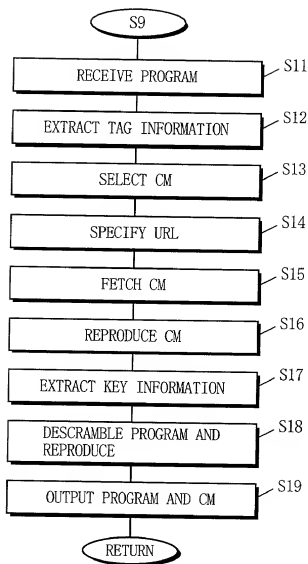 S9
RECEIVE PROGRAM
S11
EXTRACT TAG INFORMATION
S12
SELECT CM
S13
SPECIFY URL
S14
FETCH CM
S15
REPRODUCE CM
S16
EXTRACT KEY INFORMATION
S17
DESCRAMBLE PROGRAM AND
REPRODUCE
S18
OUTPUT PROGRAM AND CM
S19
RETURN